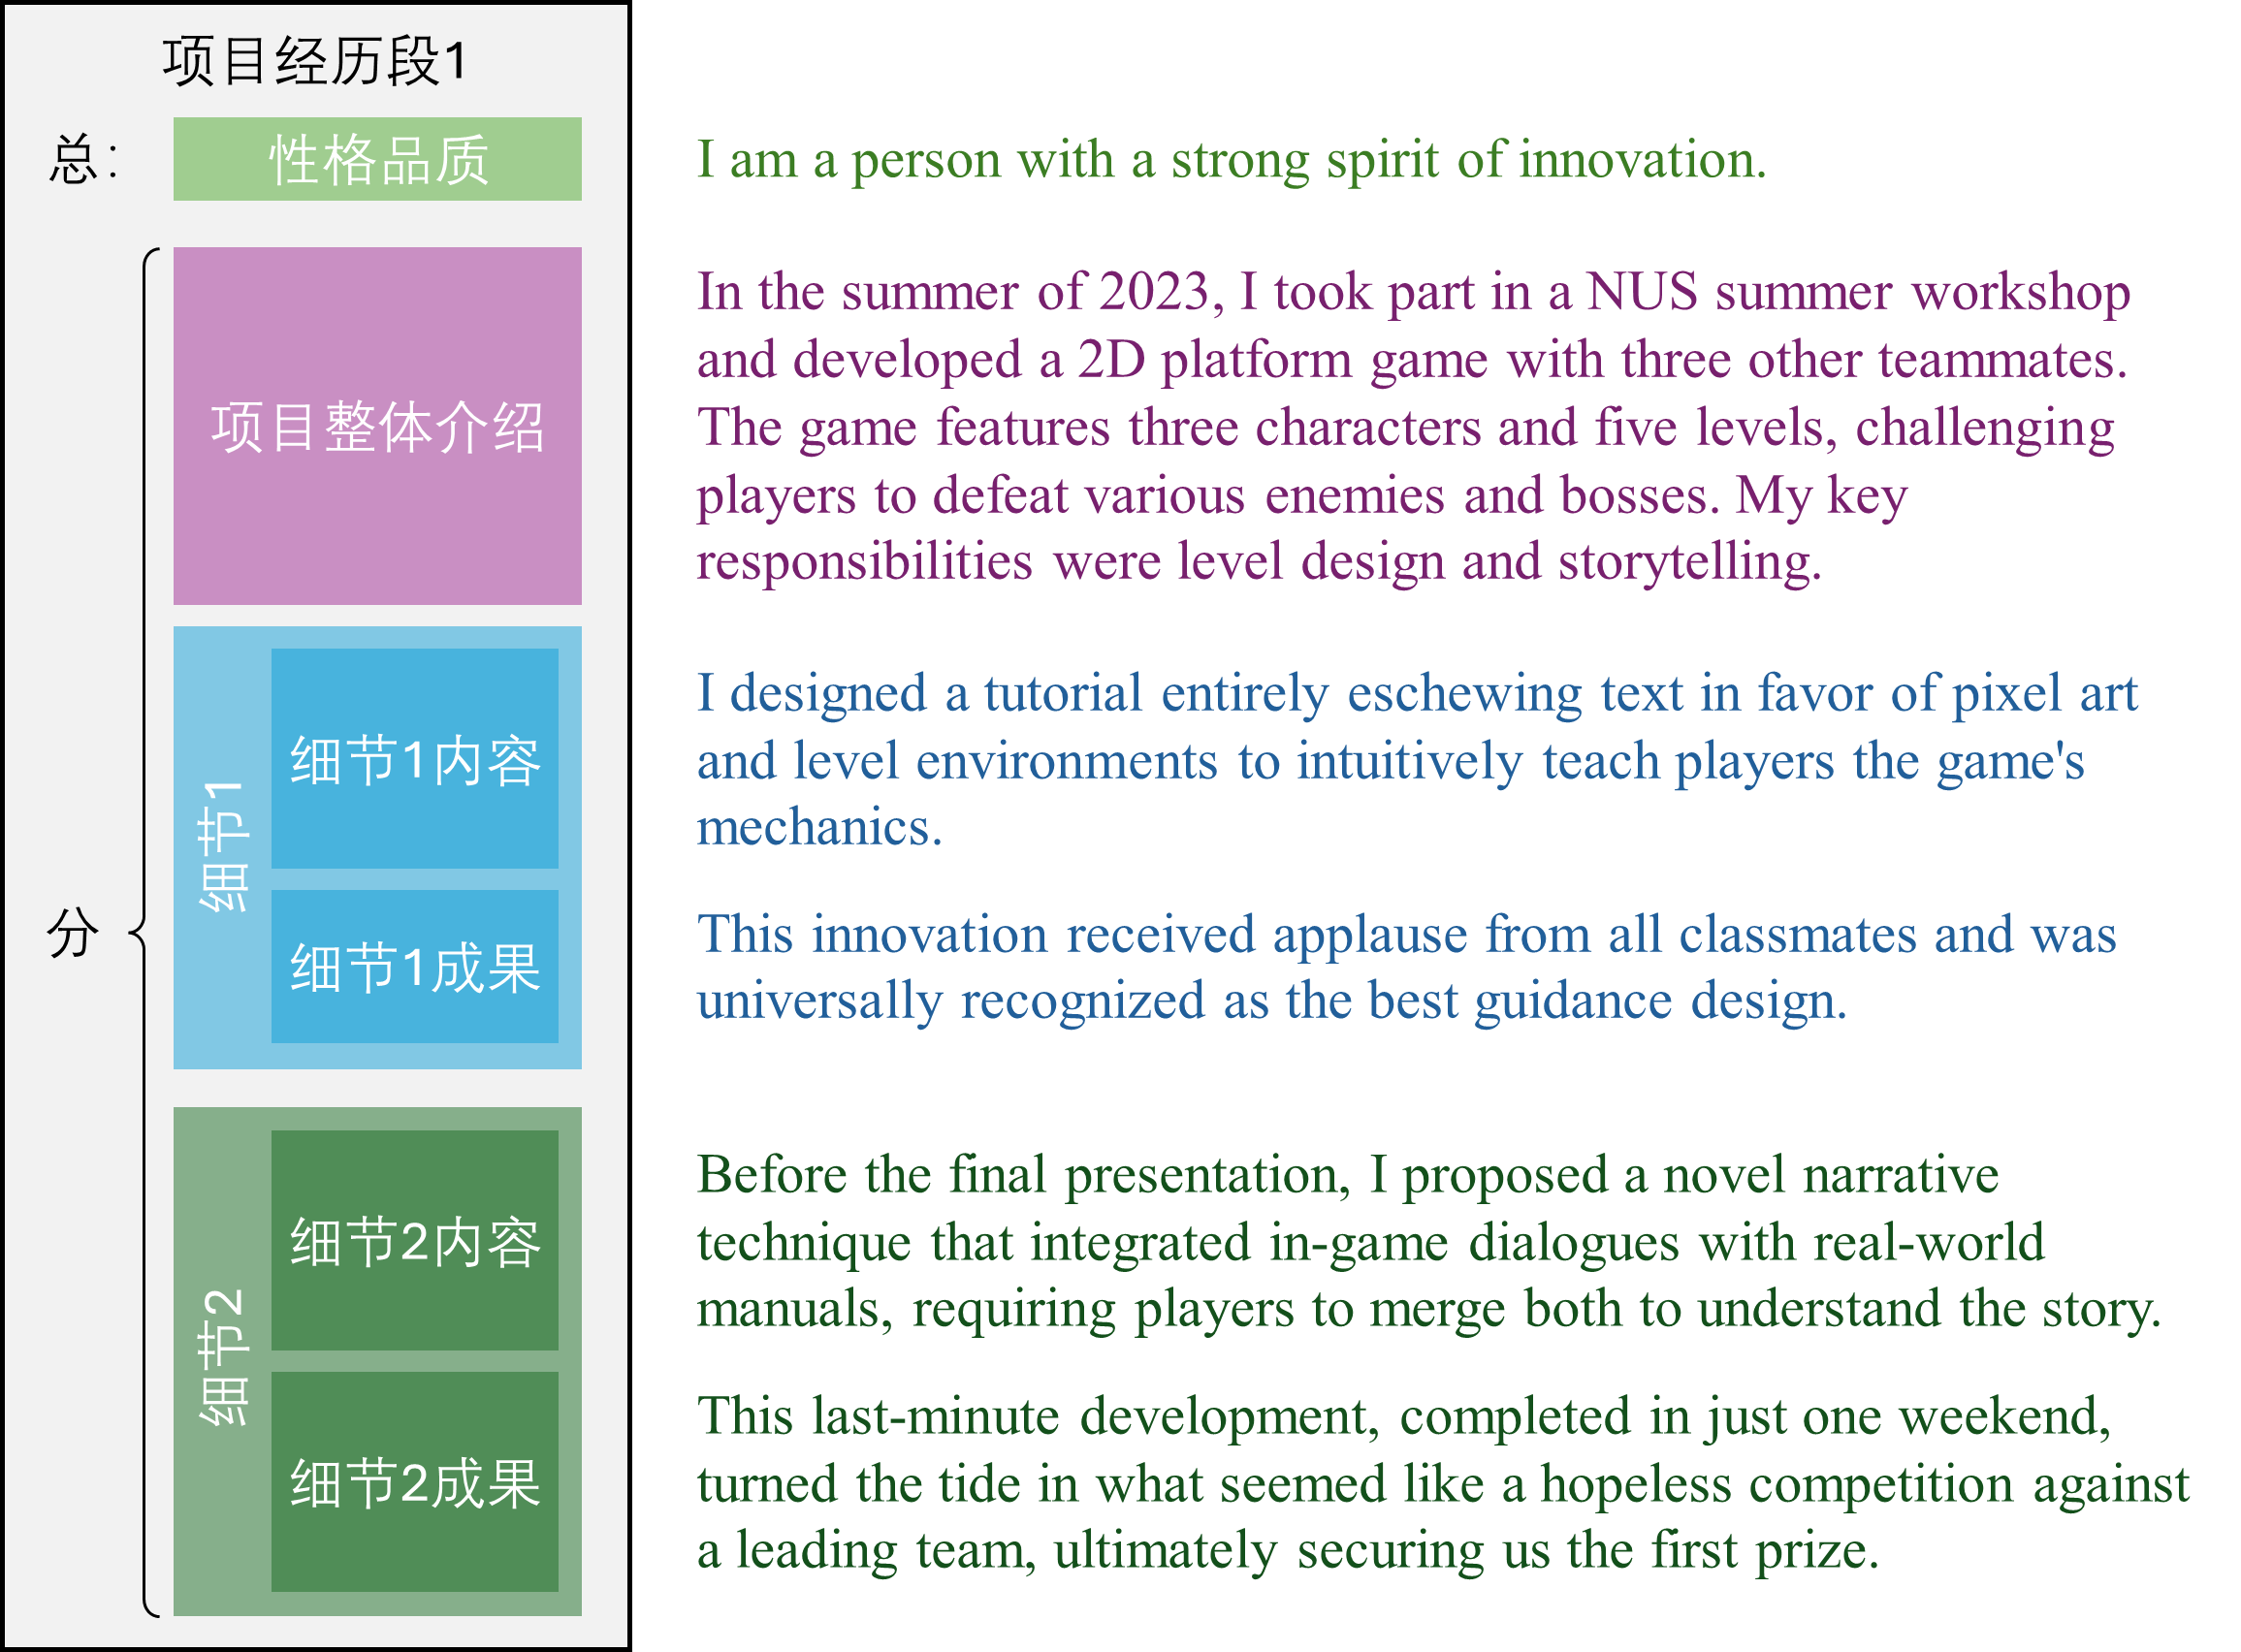 项目经历段1
总：
性格品质
I am a person with a strong spirit of innovation.
分
项目整体介绍
In the summer of 2023, I took part in a NUS summer workshop
and developed a 2D platform game with three other teammates.
The game features three characters and five levels, challenging
players to defeat various enemies and bosses. My key
responsibilities were level design and storytelling.
细节1
细节1内容
I designed a tutorial entirely eschewing text in favor of pixel art
and level environments to intuitively teach players the game's
mechanics.
细节1成果
This innovation received applause from all classmates and was
universally recognized as the best guidance design.
细节2
细节2内容
Before the final presentation, I proposed a novel narrative
technique that integrated in-game dialogues with real-world
manuals, requiring players to merge both to understand the story.
细节2成果
This last-minute development, completed in just one weekend,
turned the tide in what seemed like a hopeless competition against
a leading team, ultimately securing us the first prize.